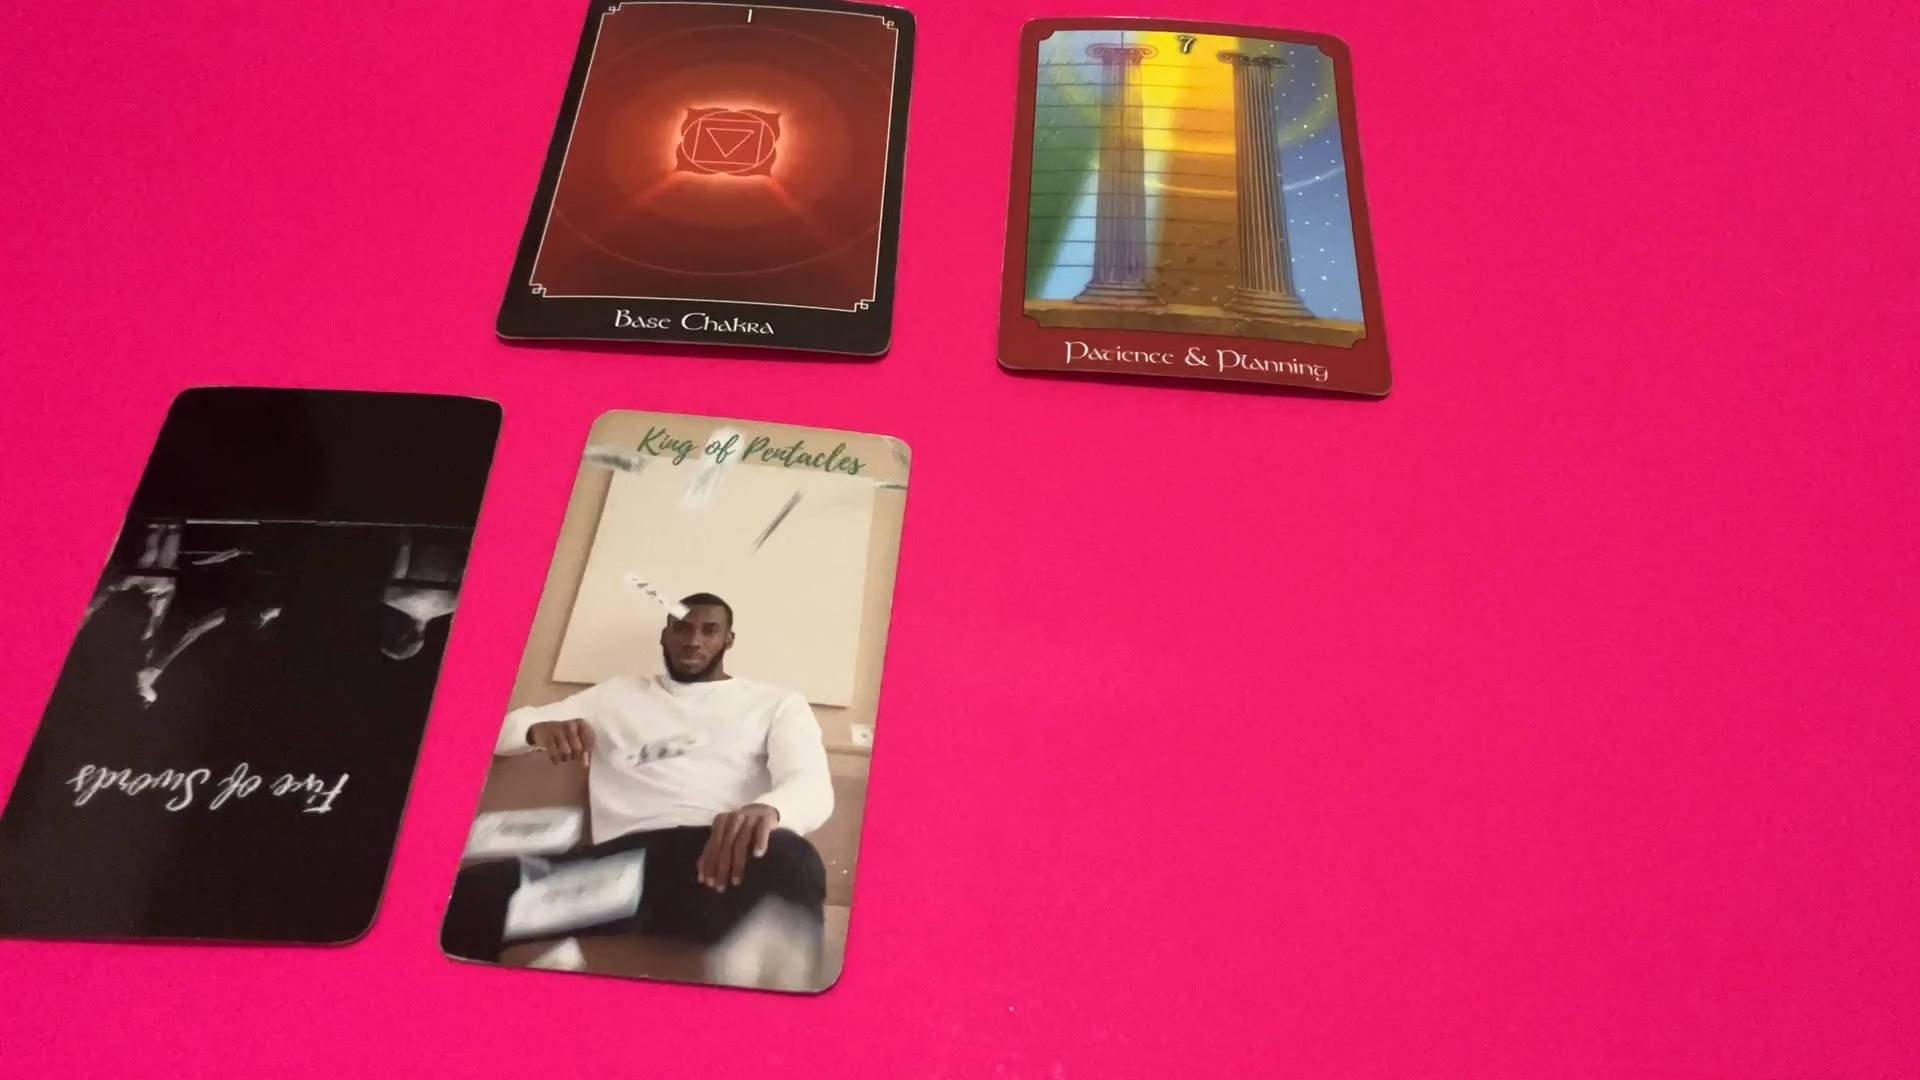 I
Base Chakra
7
Patience & Planning
King of Pentacles
Five of Swords